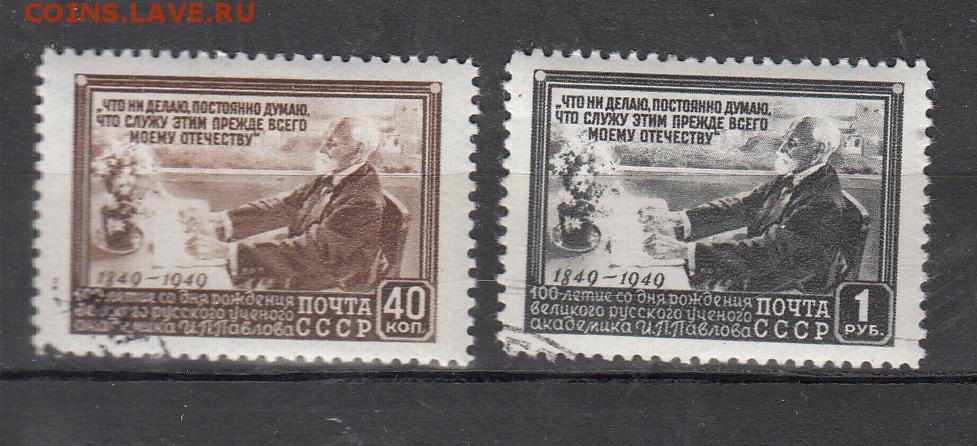 COINS.LAVE.RU
„ЧТО НИ ДЕЛАЮ, ПОСТОЯННО ДУМАЮ,
ЧТО СЛУЖУ ЭТИМ ПРЕЖДЕ ВСЕГО
МОЕМУ ОТЕЧЕСТВУ“
1849–1949
летие со дня рождения
великого русского ученого
академика И.П.Павлова
ПОЧТА
СССР
40
КОП.
„ЧТО НИ ДЕЛАЮ, ПОСТОЯННО ДУМАЮ,
ЧТО СЛУЖУ ЭТИМ ПРЕЖДЕ ВСЕГО
МОЕМУ ОТЕЧЕСТВУ“
1849–1949
100-летие со дня рождения
великого русского ученого
академика И.П.Павлова
ПОЧТА
СССР
1
РУБ.